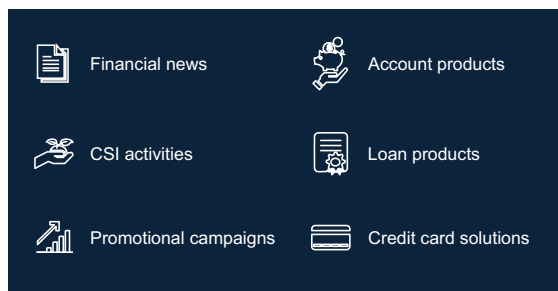 Financial news
Account products
CSI activities
Loan products
Promotional campaigns
Credit card solutions